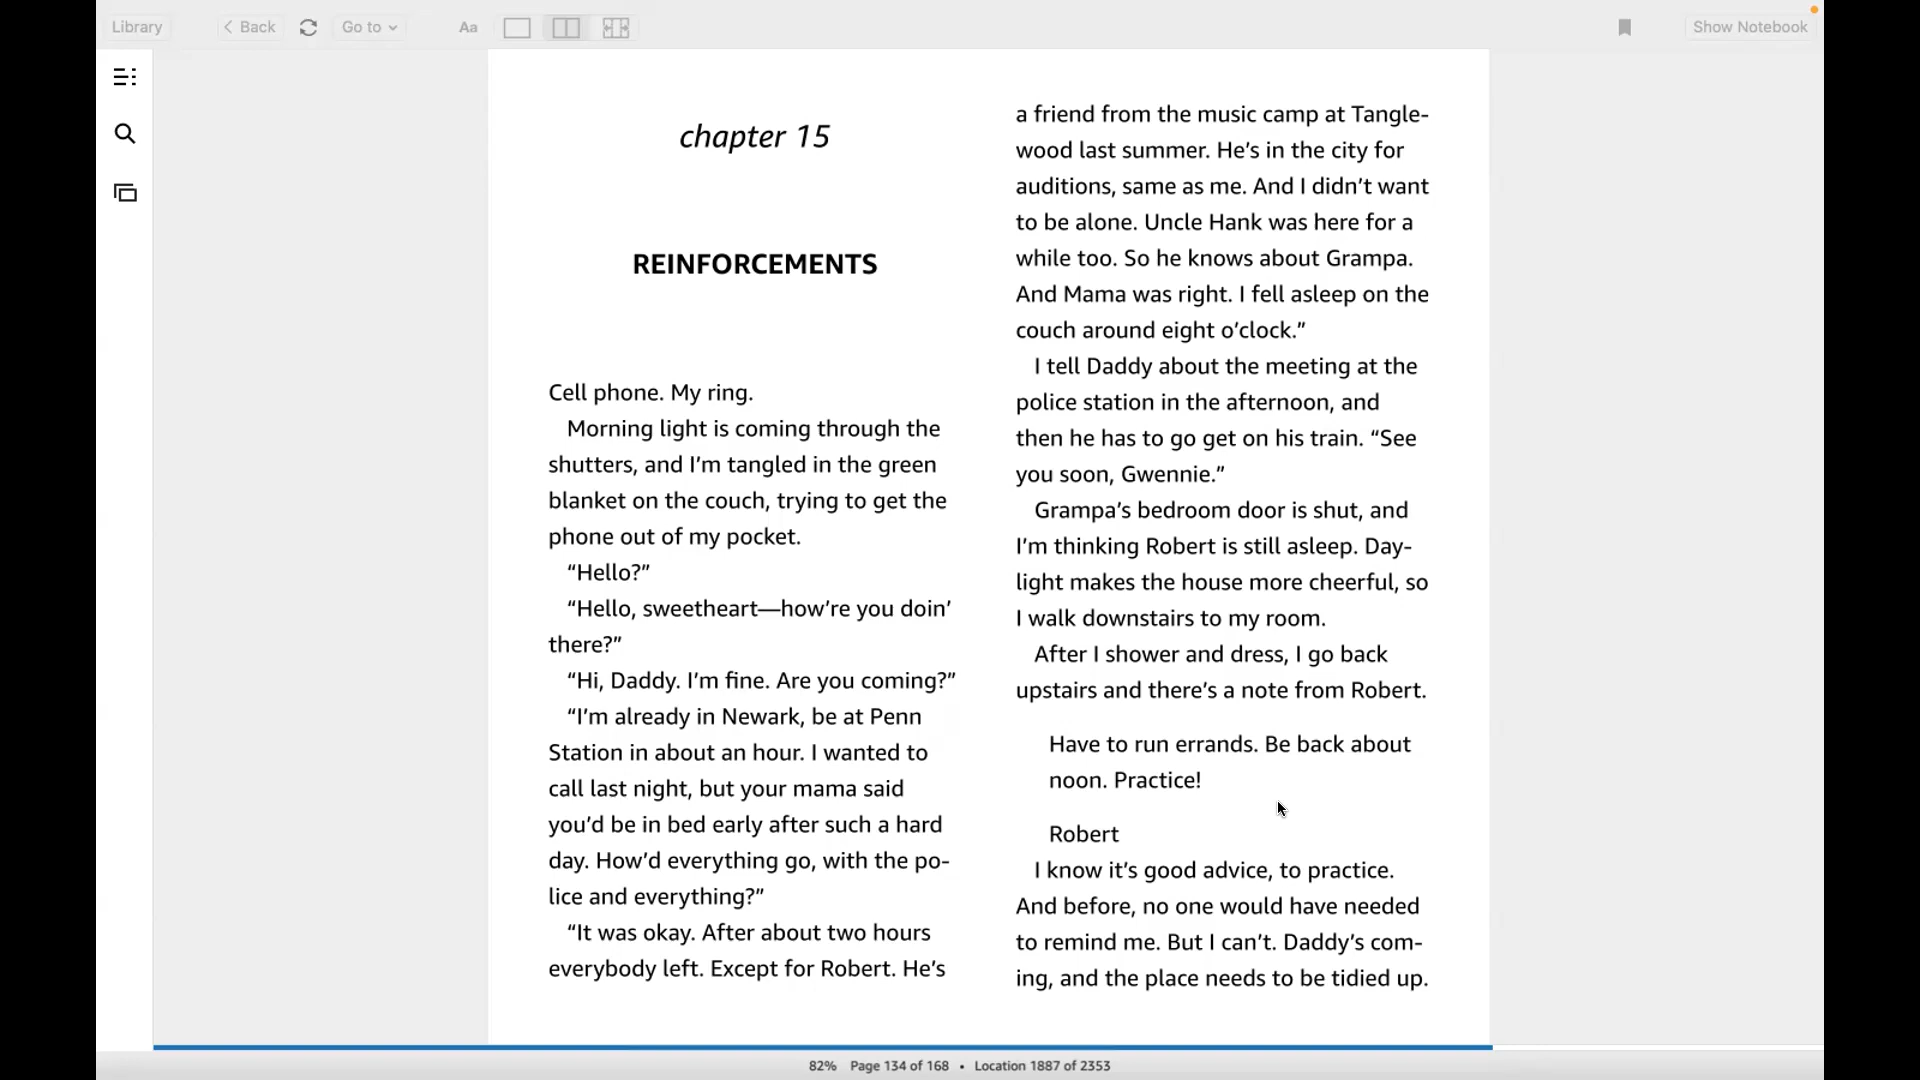 Library
Back
Go to
Aa
Show Notebook
chapter 15
REINFORCEMENTS
Cell phone. My ring.
Morning light is coming through the
shutters, and I’m tangled in the green
blanket on the couch, trying to get the
phone out of my pocket.
“Hello?”
“Hello, sweetheart—how’re you doin’
there?”
“Hi, Daddy. I’m fine. Are you coming?”
“I’m already in Newark, be at Penn
Station in about an hour. I wanted to
call last night, but your mama said
you’d be in bed early after such a hard
day. How’d everything go, with the po-
lice and everything?”
“It was okay. After about two hours
everybody left. Except for Robert. He’s
a friend from the music camp at Tangle-
wood last summer. He’s in the city for
auditions, same as me. And I didn’t want
to be alone. Uncle Hank was here for a
while too. So he knows about Grampa.
And Mama was right. I fell asleep on the
couch around eight o’clock.”
I tell Daddy about the meeting at the
police station in the afternoon, and
then he has to go get on his train. “See
you soon, Gwennie.”
Grampa’s bedroom door is shut, and
I’m thinking Robert is still asleep. Day-
light makes the house more cheerful, so
I walk downstairs to my room.
After I shower and dress, I go back
upstairs and there’s a note from Robert.
Have to run errands. Be back about
noon. Practice!
Robert
I know it’s good advice, to practice.
And before, no one would have needed
to remind me. But I can’t. Daddy’s com-
ing, and the place needs to be tidied up.
82% Page 134 of 168 • Location 1887 of 2353